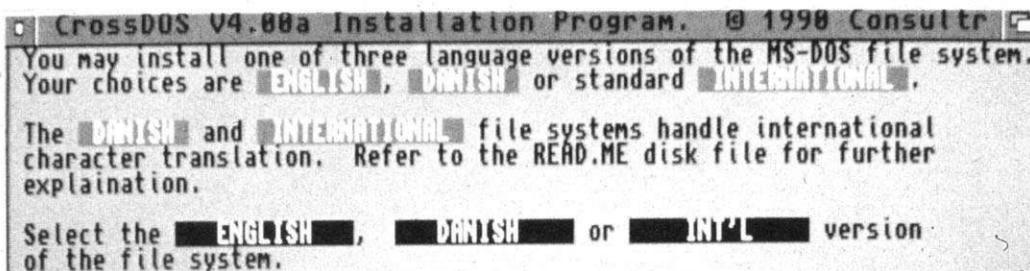 CrossDOS V4.00a Installation Program. © 1990 Consultr
You may install one of three language versions of the MS-DOS file system.
Your choices are ENGLISH, DANISH or standard INTERNATIONAL.
The DANISH and INTERNATIONAL file systems handle international
character translation. Refer to the READ.ME disk file for further
explaination.
Select the ENGLISH, DANISH or INT'L version
of the file system.